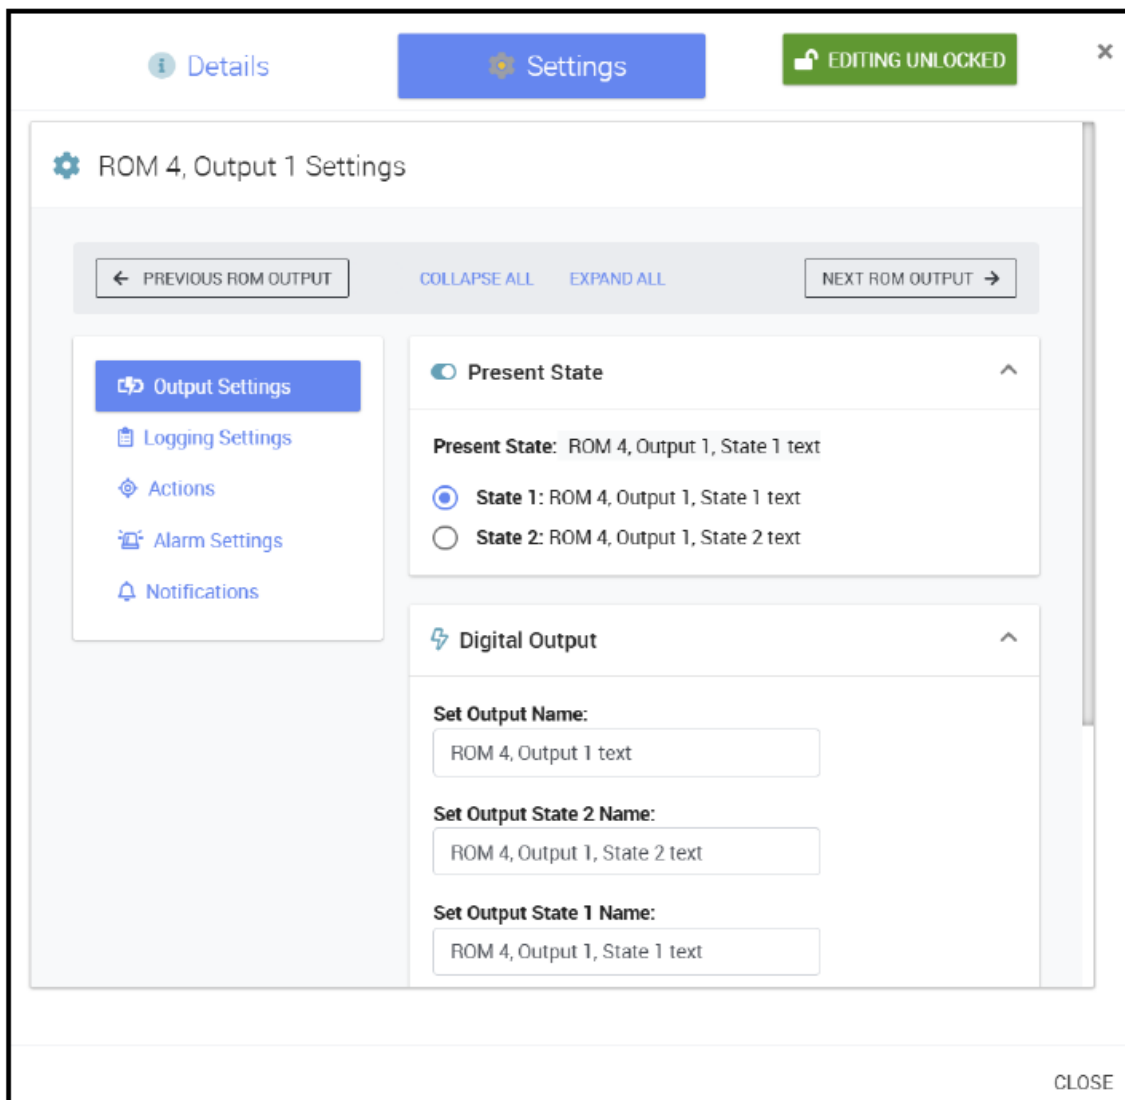 Details
Settings
EDITING UNLOCKED
ROM 4, Output 1 Settings
PREVIOUS ROM OUTPUT
COLLAPSE ALL
EXPAND ALL
NEXT ROM OUTPUT
Output Settings
Logging Settings
Actions
Alarm Settings
Notifications
Present State
Present State: ROM 4, Output 1, State 1 text
State 1: ROM 4, Output 1, State 1 text
State 2: ROM 4, Output 1, State 2 text
Digital Output
Set Output Name:
ROM 4, Output 1 text
Set Output State 2 Name:
ROM 4, Output 1, State 2 text
Set Output State 1 Name:
ROM 4, Output 1, State 1 text
CLOSE